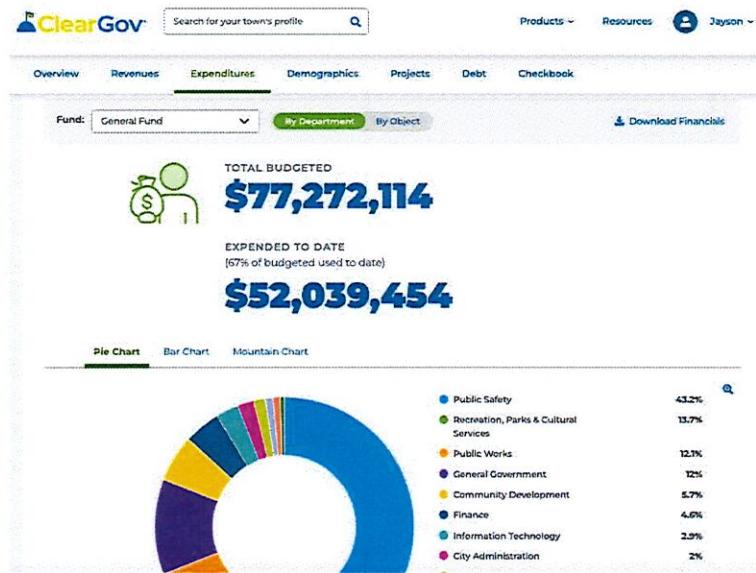 ClearGov
Search for your town's profile
Products
Resources
Jayson
Overview
Revenues
Expenditures
Demographics
Projects
Debt
Checkbook
Fund:
General Fund
By Department
By Object
Download Financials
TOTAL BUDGETED
$77,272,114
EXPENDED TO DATE
(67% of budgeted used to date)
$52,039,454
Pie Chart
Bar Chart
Mountain Chart
Public Safety 43.2%
Recreation, Parks & Cultural 13.7%
Services
Public Works 12.1%
General Government 12%
Community Development 5.7%
Finance 4.6%
Information Technology 2.9%
City Administration 2%